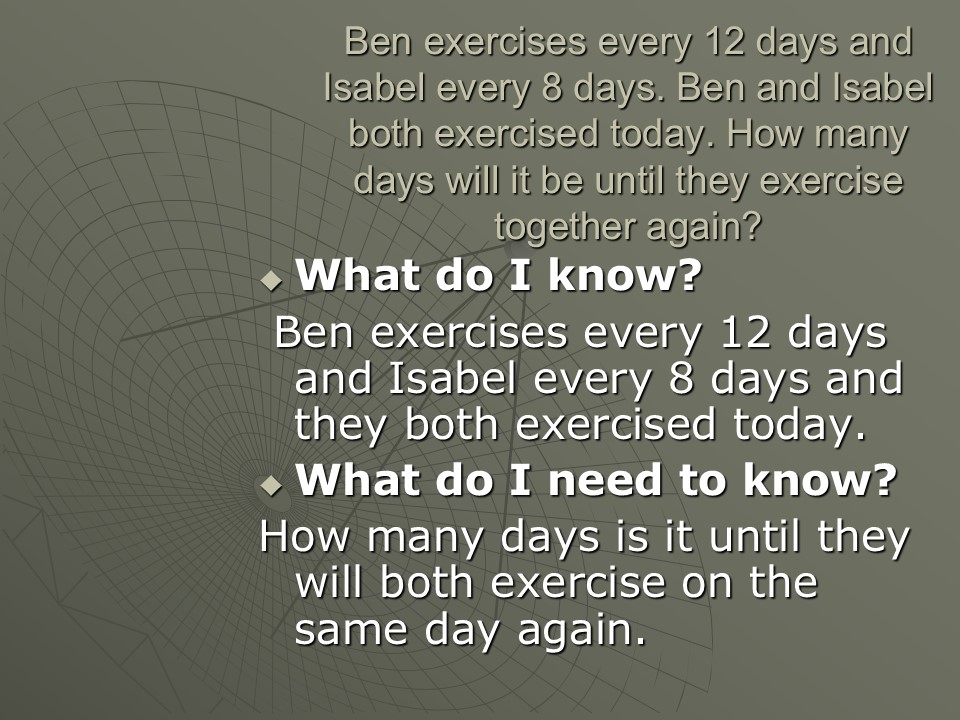 Ben exercises every 12 days and
Isabel every 8 days. Ben and Isabel
both exercised today. How many
days will it be until they exercise
together again?
What do I know?
Ben exercises every 12 days
and Isabel every 8 days and
they both exercised today.
What do I need to know?
How many days is it until they
will both exercise on the
same day again.